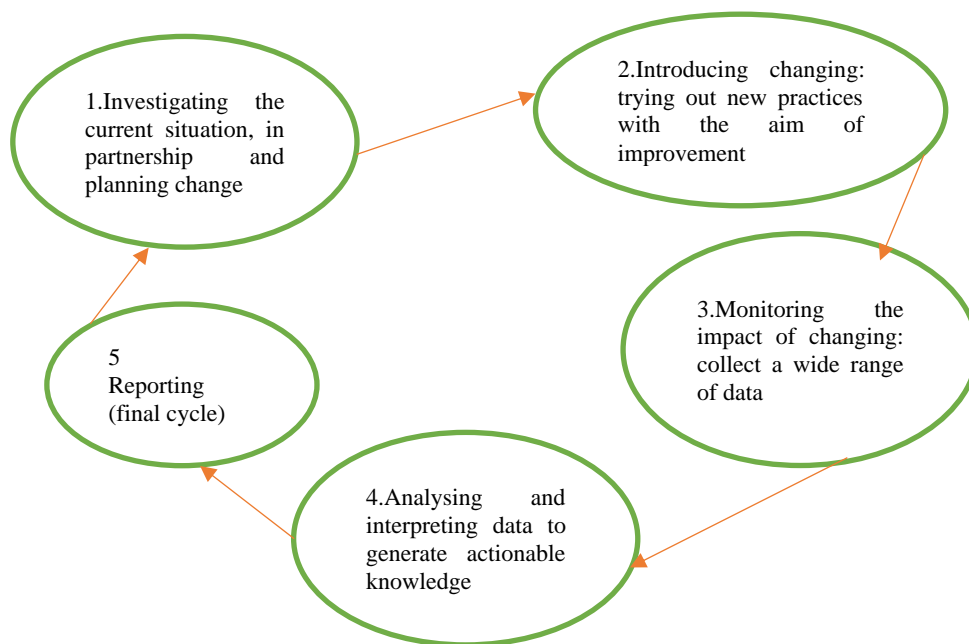 1.Investigating the
current situation, in
partnership and
planning change
2.Introducing changing:
trying out new practices
with the aim of
improvement
3.Monitoring the
impact of changing:
collect a wide range
of data
4.Analysing and
interpreting data to
generate actionable
knowledge
5
Reporting
(final cycle)